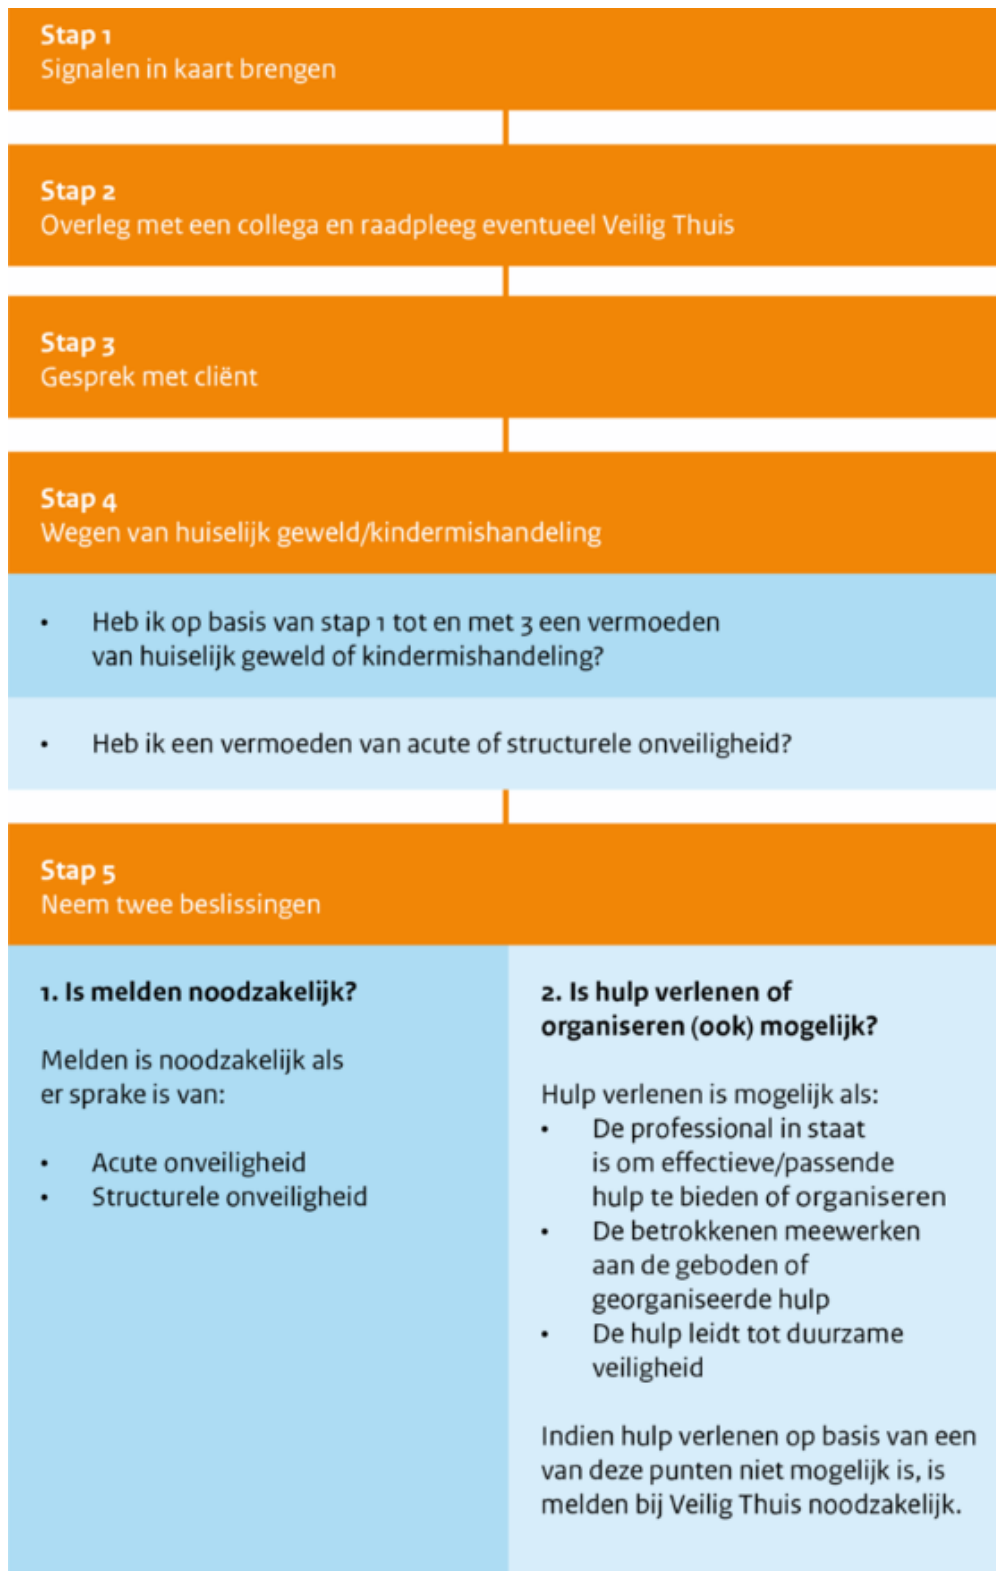 Stap 1
Signalen in kaart brengen
Stap 2
Overleg met een collega en raadpleeg eventueel Veilig Thuis
Stap 3
Gesprek met cliënt
Stap 4
Wegen van huiselijk geweld/kindermishandeling
• Heb ik op basis van stap 1 tot en met 3 een vermoeden
van huiselijk geweld of kindermishandeling?
• Heb ik een vermoeden van acute of structurele onveiligheid?
Stap 5
Neem twee beslissingen
1. Is melden noodzakelijk?
Melden is noodzakelijk als
er sprake is van:
• Acute onveiligheid
• Structurele onveiligheid
2. Is hulp verlenen of
organiseren (ook) mogelijk?
Hulp verlenen is mogelijk als:
• De professional in staat
is om effectieve/passende
hulp te bieden of organiseren
• De betrokkenen meewerken
aan de geboden of
georganiseerde hulp
• De hulp leidt tot duurzame
veiligheid
Indien hulp verlenen op basis van een
van deze punten niet mogelijk is, is
melden bij Veilig Thuis noodzakelijk.